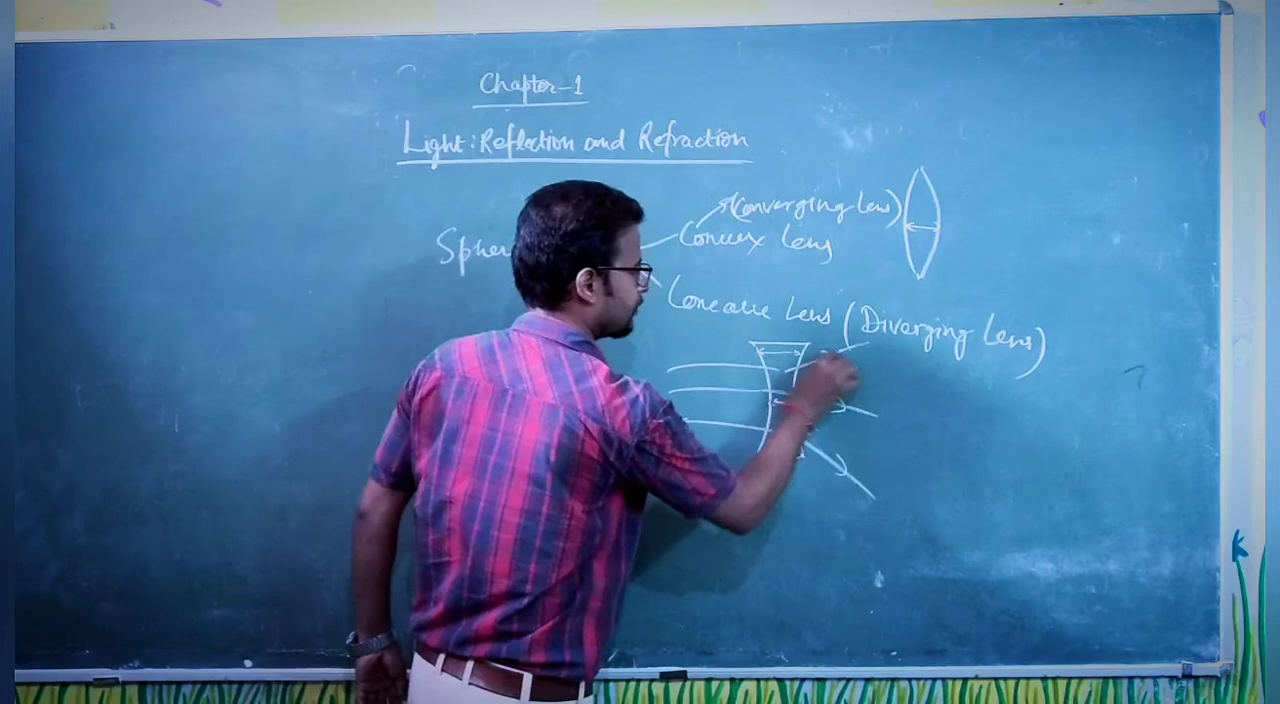 Chapter-1
Light: Reflection and Refraction
(Converging Lens)
Spher
Convex Lens
Concave Lens (Diverging Lens)